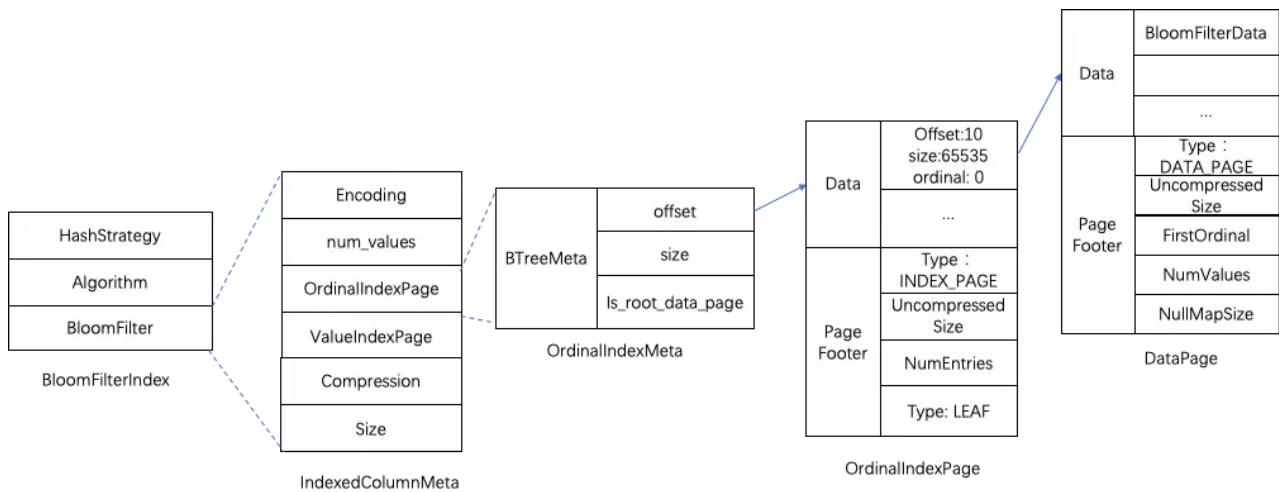 HashStrategy
Algorithm
BloomFilter
BloomFilterIndex
Encoding
num_values
OrdinalIndexPage
ValueIndexPage
Compression
Size
IndexedColumnMeta
BTreeMeta
offset
size
Is_root_data_page
OrdinalIndexMeta
Data
Offset:10
size:65535
ordinal: 0
...
Page
Footer
Type：
INDEX_PAGE
Uncompressed
Size
NumEntries
Type: LEAF
OrdinalIndexPage
Data
BloomFilterData
...
Page
Footer
Type：
DATA_PAGE
Uncompressed
Size
FirstOrdinal
NumValues
NullMapSize
DataPage